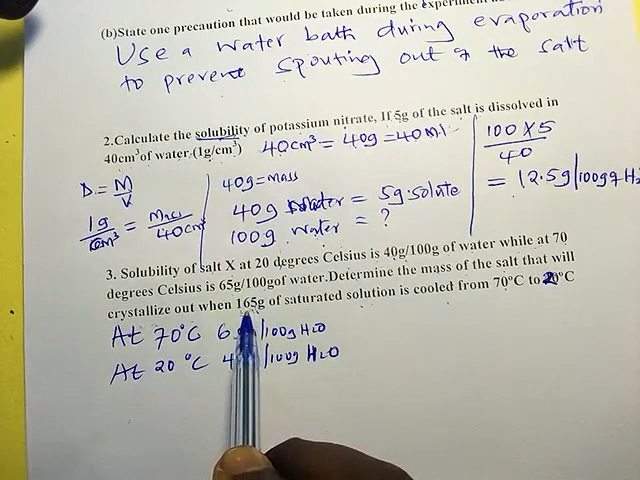 (b)State one precaution that would be taken during the experiment
Use a water bath during evaporation
to prevent spouting out of the salt
2.Calculate the solubility of potassium nitrate, If 5g of the salt is dissolved in
40cm³of water.(1g/cm³) 40cm³ = 40g = 40ml
D = M/V
1g/cm³ = Mass/40cm³
40g = mass
40g water = 5g solute
100g water = ?
100 X 5
40
= 12.5g/100g H
3. Solubility of salt X at 20 degrees Celsius is 40g/100g of water while at 70
degrees Celsius is 65g/100gof water.Determine the mass of the salt that will
crystallize out when 165g of saturated solution is cooled from 70°C to 20°C
At 70°C 6 /100g H2O
At 20°C 4 /100g H2O